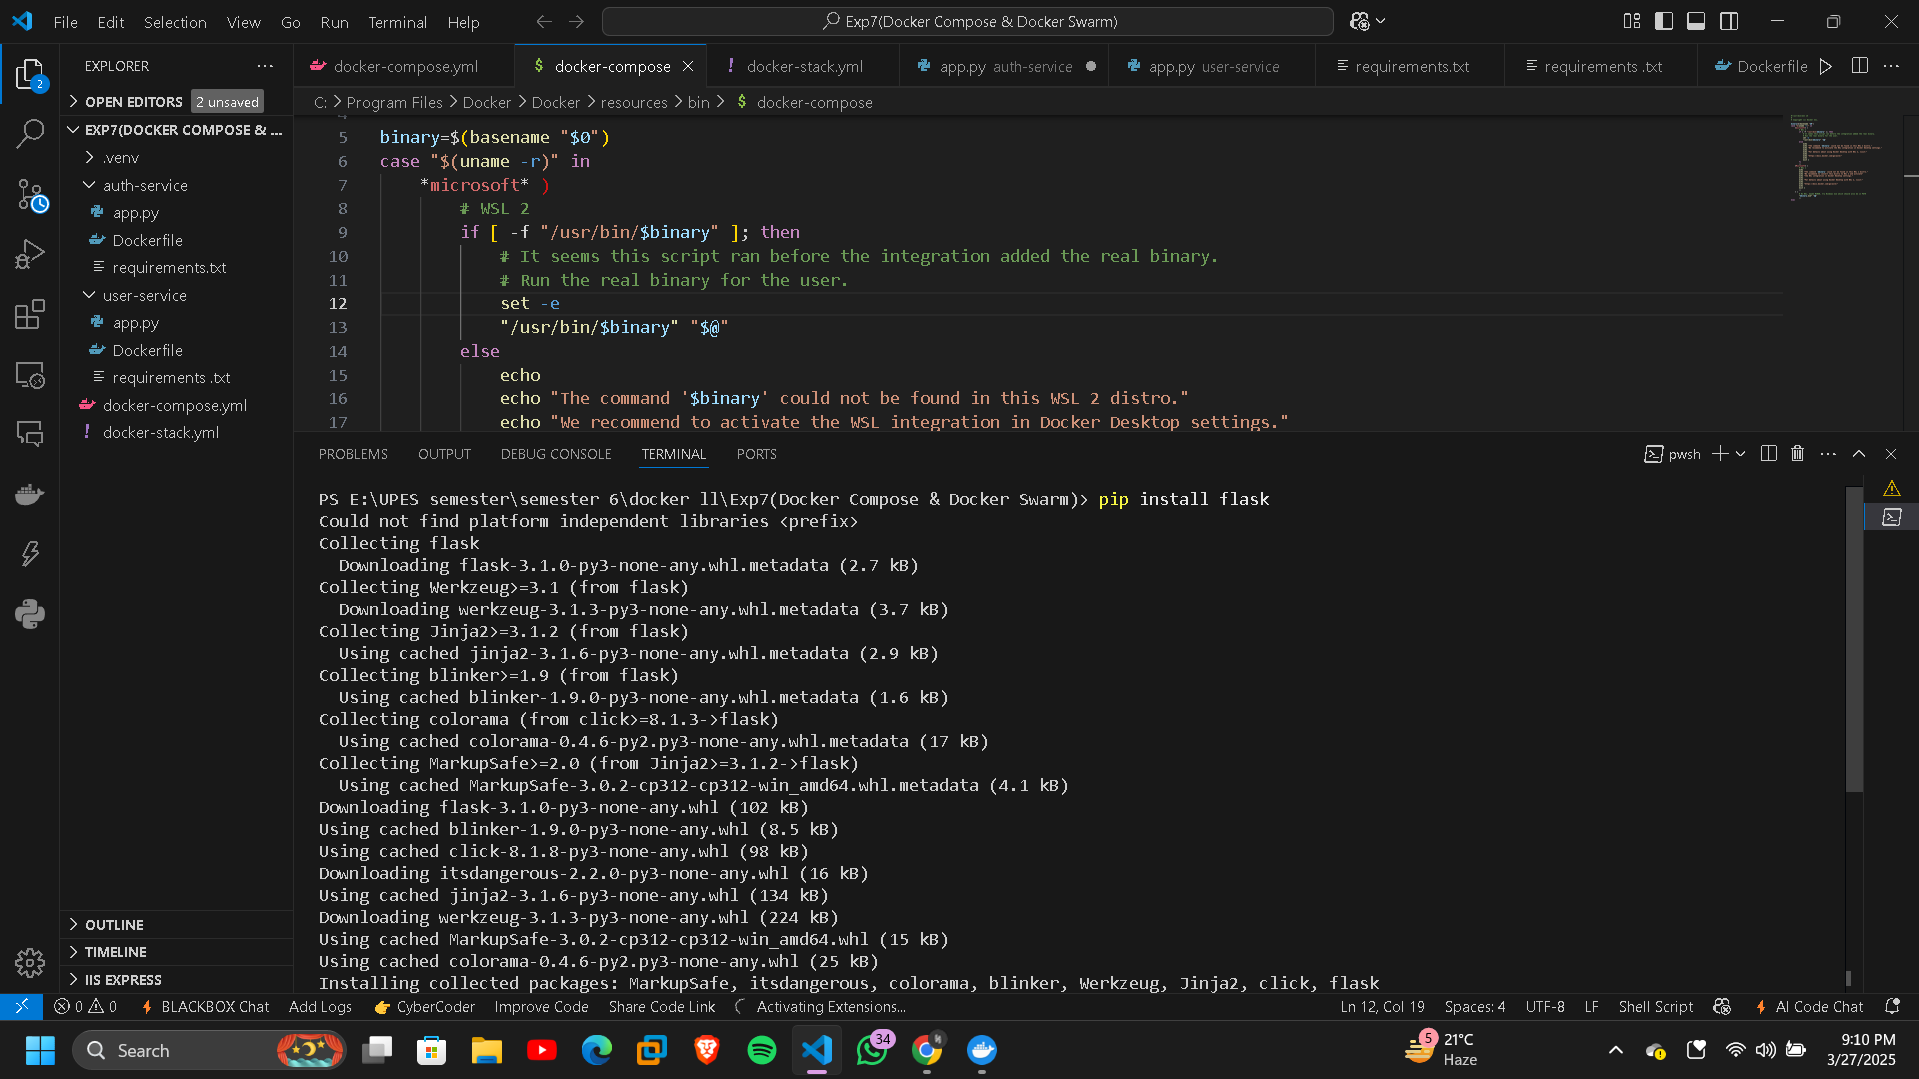 File Edit Selection View Go Run Terminal Help
Exp7(Docker Compose & Docker Swarm)
EXPLORER
OPEN EDITORS 2 unsaved
EXP7(DOCKER COMPOSE & ...
.venv
auth-service
app.py
Dockerfile
requirements.txt
user-service
app.py
Dockerfile
requirements .txt
docker-compose.yml
docker-stack.yml
OUTLINE
TIMELINE
IIS EXPRESS
2
docker-compose.yml
$ docker-compose
! docker-stack.yml
app.py auth-service
app.py user-service
requirements.txt
requirements .txt
Dockerfile
C: > Program Files > Docker > Docker > resources > bin > $ docker-compose
4
5 binary=$(basename "$0")
6 case "$(uname -r)" in
7 *microsoft* )
8 # WSL 2
9 if [ -f "/usr/bin/$binary" ]; then
10 # It seems this script ran before the integration added the real binary.
11 # Run the real binary for the user.
12 set -e
13 "/usr/bin/$binary" "$@"
14 else
15 echo
16 echo "The command '$binary' could not be found in this WSL 2 distro."
17 echo "We recommend to activate the WSL integration in Docker Desktop settings."
PROBLEMS OUTPUT DEBUG CONSOLE TERMINAL PORTS
pwsh
PS E:\UPES semester\semester 6\docker ll\Exp7(Docker Compose & Docker Swarm)> pip install flask
Could not find platform independent libraries <prefix>
Collecting flask
Downloading flask-3.1.0-py3-none-any.whl.metadata (2.7 kB)
Collecting Werkzeug>=3.1 (from flask)
Downloading werkzeug-3.1.3-py3-none-any.whl.metadata (3.7 kB)
Collecting Jinja2>=3.1.2 (from flask)
Using cached jinja2-3.1.6-py3-none-any.whl.metadata (2.9 kB)
Collecting blinker>=1.9 (from flask)
Using cached blinker-1.9.0-py3-none-any.whl.metadata (1.6 kB)
Collecting colorama (from click>=8.1.3->flask)
Using cached colorama-0.4.6-py2.py3-none-any.whl.metadata (17 kB)
Collecting MarkupSafe>=2.0 (from Jinja2>=3.1.2->flask)
Using cached MarkupSafe-3.0.2-cp312-cp312-win_amd64.whl.metadata (4.1 kB)
Downloading flask-3.1.0-py3-none-any.whl (102 kB)
Using cached blinker-1.9.0-py3-none-any.whl (8.5 kB)
Using cached click-8.1.8-py3-none-any.whl (98 kB)
Downloading itsdangerous-2.2.0-py3-none-any.whl (16 kB)
Using cached jinja2-3.1.6-py3-none-any.whl (134 kB)
Downloading werkzeug-3.1.3-py3-none-any.whl (224 kB)
Using cached MarkupSafe-3.0.2-cp312-cp312-win_amd64.whl (15 kB)
Using cached colorama-0.4.6-py2.py3-none-any.whl (25 kB)
Installing collected packages: MarkupSafe, itsdangerous, colorama, blinker, Werkzeug, Jinja2, click, flask
0 0 BLACKBOX Chat Add Logs CyberCoder Improve Code Share Code Link Activating Extensions...
Ln 12, Col 19 Spaces: 4 UTF-8 LF Shell Script AI Code Chat
Search
34
5
21°C
Haze
9:10 PM
3/27/2025